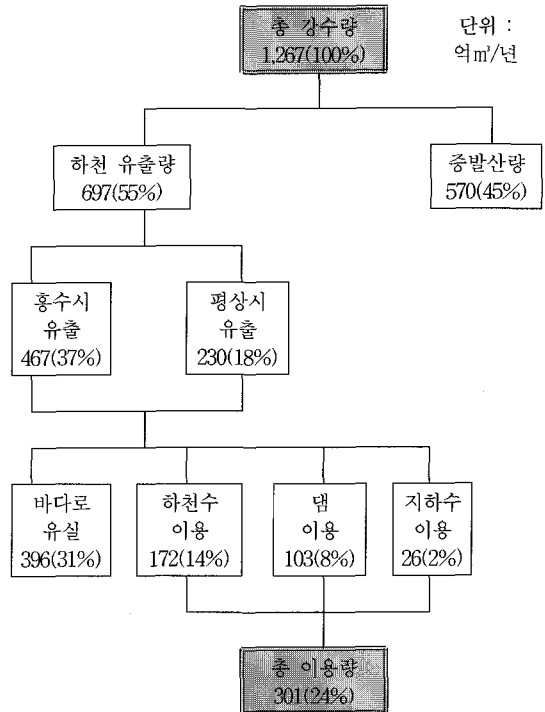 총 강수량
1,267(100%)
단위 :
억㎥/년
하천 유출량
697(55%)
증발산량
570(45%)
홍수시
유출
467(37%)
평상시
유출
230(18%)
바다로
유실
396(31%)
하천수
이용
172(14%)
댐
이용
103(8%)
지하수
이용
26(2%)
총 이용량
301(24%)